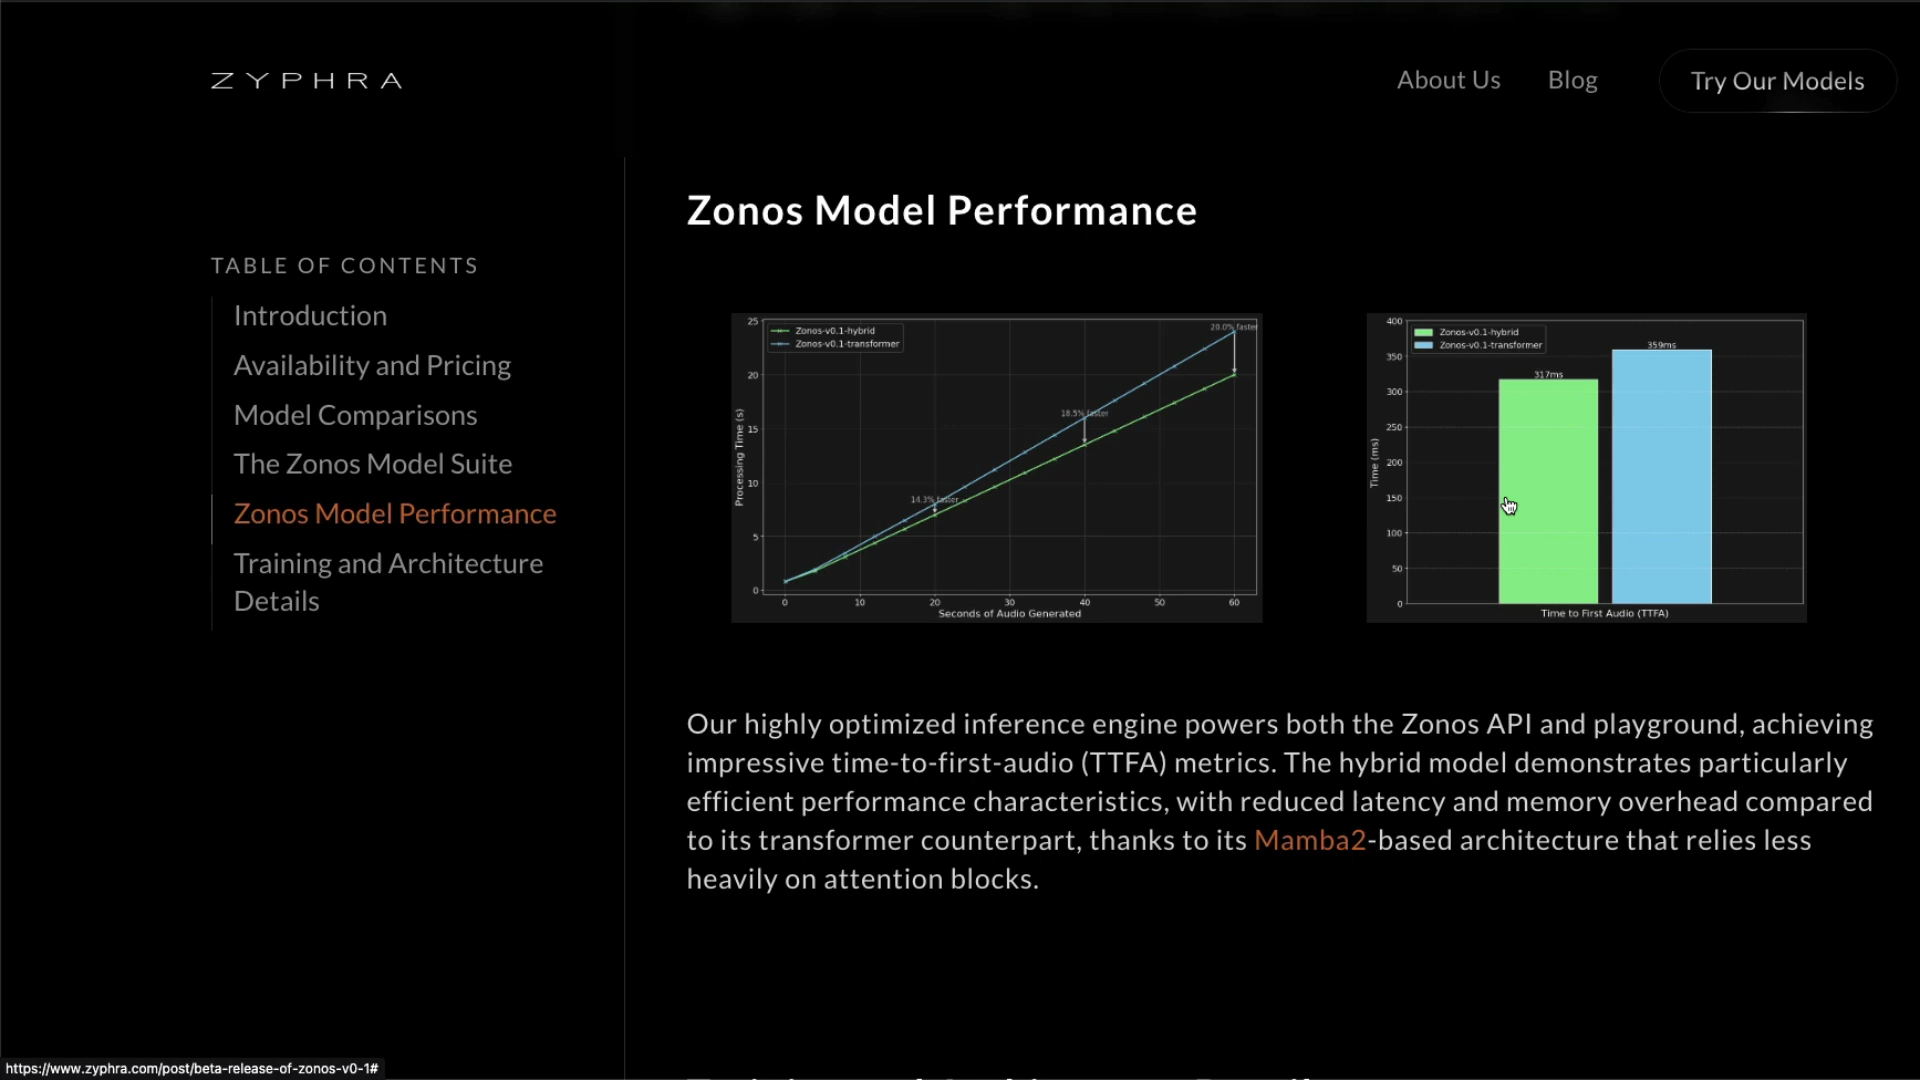 ZYPHRA
About Us
Blog
Try Our Models
TABLE OF CONTENTS
Introduction
Availability and Pricing
Model Comparisons
The Zonos Model Suite
Zonos Model Performance
Training and Architecture
Details
Zonos Model Performance
25
20
15
10
5
0
Processing Time (s)
Zonos-v0.1-hybrid
Zonos-v0.1-transformer
14.3% faster
18.5% faster
20.0% faster
0 10 20 30 40 50 60
Seconds of Audio Generated
400
350
300
250
200
150
100
50
0
Time (ms)
Zonos-v0.1-hybrid
Zonos-v0.1-transformer
317ms
359ms
Time to First Audio (TTFA)
Our highly optimized inference engine powers both the Zonos API and playground, achieving
impressive time-to-first-audio (TTFA) metrics. The hybrid model demonstrates particularly
efficient performance characteristics, with reduced latency and memory overhead compared
to its transformer counterpart, thanks to its Mamba2-based architecture that relies less
heavily on attention blocks.
https://www.zyphra.com/post/beta-release-of-zonos-v0-1#